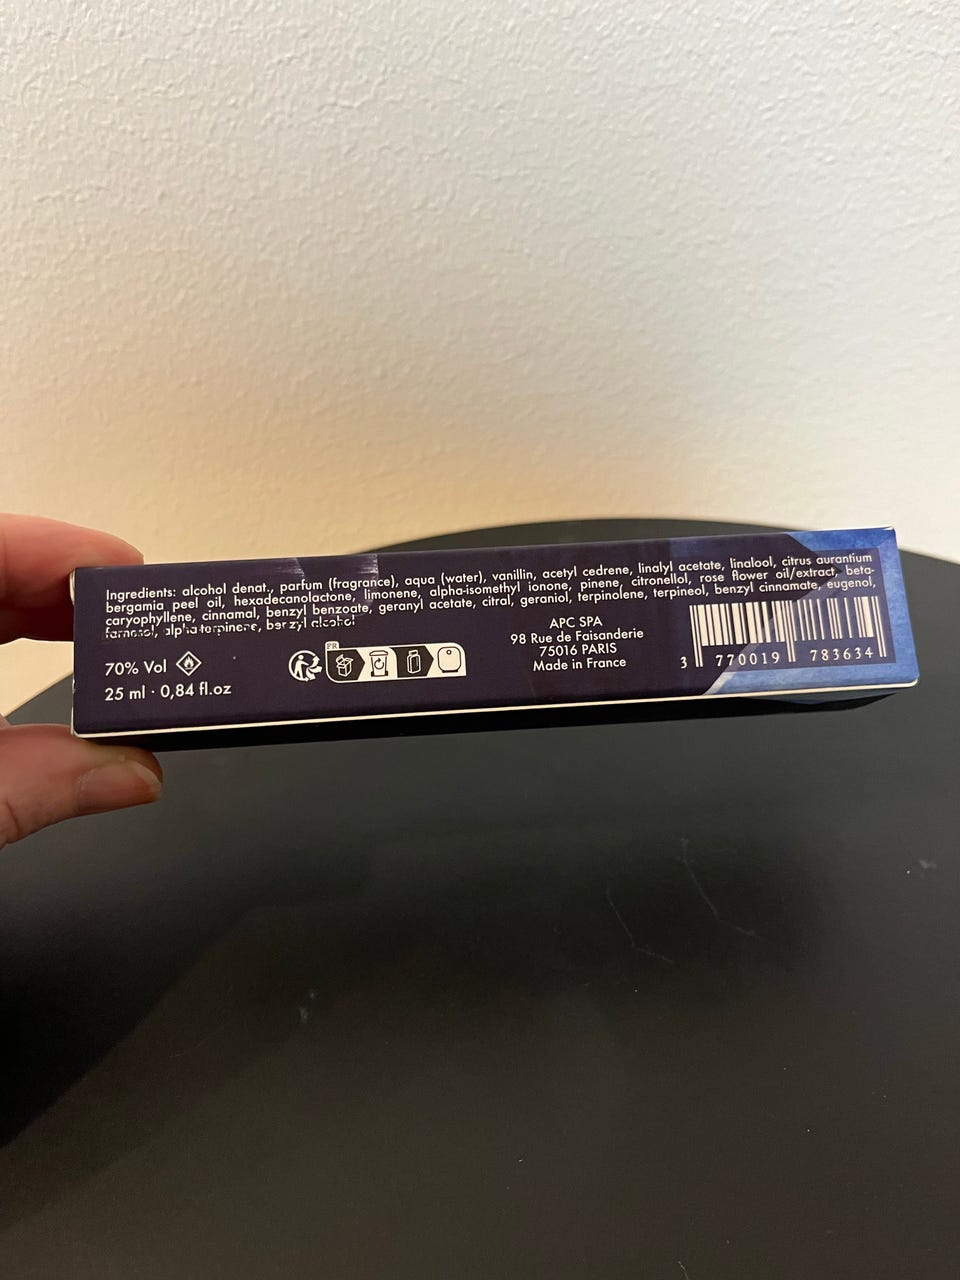 Ingredients: alcohol denat., parfum (fragrance), aqua (water), vanillin, acetyl cedrene, linalyl acetate, linalool, citrus aurantium
bergamia peel oil, hexadecanolactone, limonene, alpha-isomethyl ionone, pinene, citronellol, rose flower oil/extract, beta-
caryophyllene, cinnamal, benzyl benzoate, geranyl acetate, citral, geraniol, terpinolene, terpineol, benzyl cinnamate, eugenol,
farnesol, alpha-terpinene, benzyl alcohol
70% Vol
25 ml · 0,84 fl.oz
FR
APC SPA
98 Rue de Faisanderie
75016 PARIS
Made in France
3 770019 783634